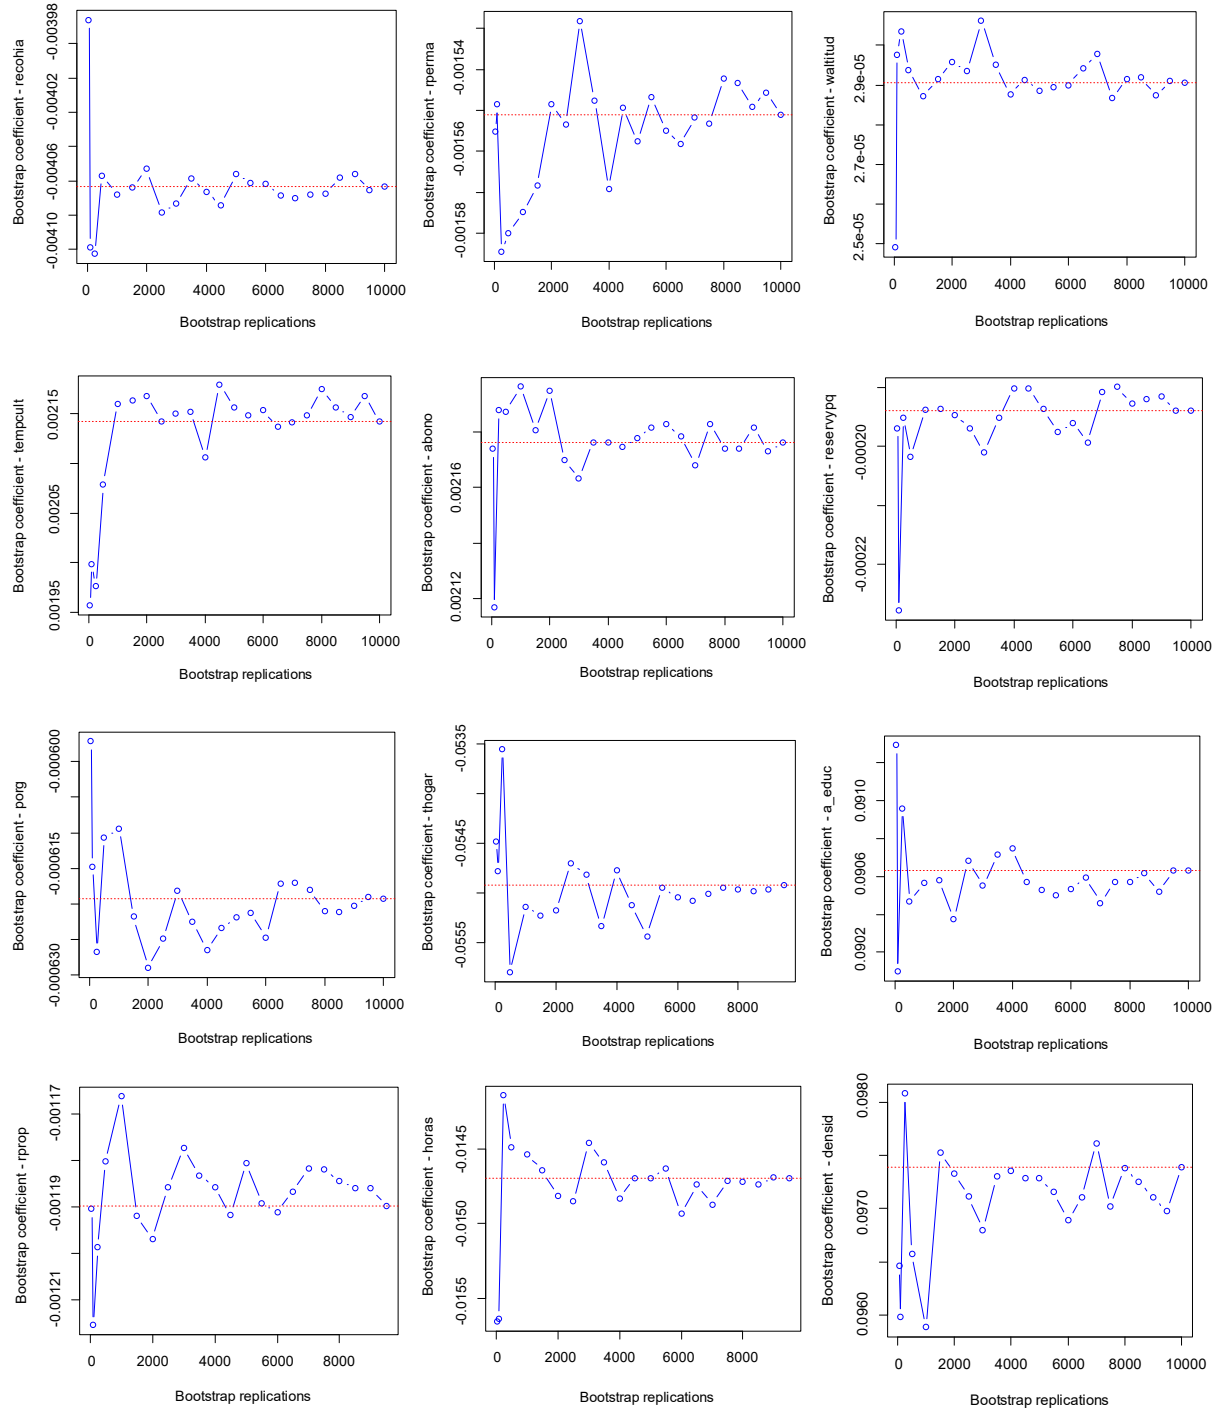 Bootstrap coefficient - recohia
-0.00410 -0.00406 -0.00406 -0.00402 -0.00398
0 2000 4000 6000 8000 10000
Bootstrap replications
Bootstrap coefficient - rperma
-0.00158 -0.00156 -0.00154
0 2000 4000 6000 8000 10000
Bootstrap replications
Bootstrap coefficient - waltitud
2.5e-05 2.7e-05 2.9e-05
0 2000 4000 6000 8000 10000
Bootstrap replications
Bootstrap coefficient - tempcult
0.00195 0.00205 0.00215
0 2000 4000 6000 8000 10000
Bootstrap replications
Bootstrap coefficient - abono
0.00212 0.00216
0 2000 4000 6000 8000 10000
Bootstrap replications
Bootstrap coefficient - reservypq
-0.00022 -0.00020
0 2000 4000 6000 8000 10000
Bootstrap replications
Bootstrap coefficient - porg
-0.000630 -0.000615 -0.000600
0 2000 4000 6000 8000 10000
Bootstrap replications
Bootstrap coefficient - thogar
-0.0555 -0.0545 -0.0535
0 2000 4000 6000 8000
Bootstrap replications
Bootstrap coefficient - a_educ
0.0902 0.0906 0.0910
0 2000 4000 6000 8000 10000
Bootstrap replications
Bootstrap coefficient - rprop
-0.00121 -0.00119 -0.00117
0 2000 4000 6000 8000
Bootstrap replications
Bootstrap coefficient - horas
-0.0155 -0.0150 -0.0145
0 2000 4000 6000 8000
Bootstrap replications
Bootstrap coefficient - densid
0.0960 0.0970 0.0980
0 2000 4000 6000 8000 10000
Bootstrap replications